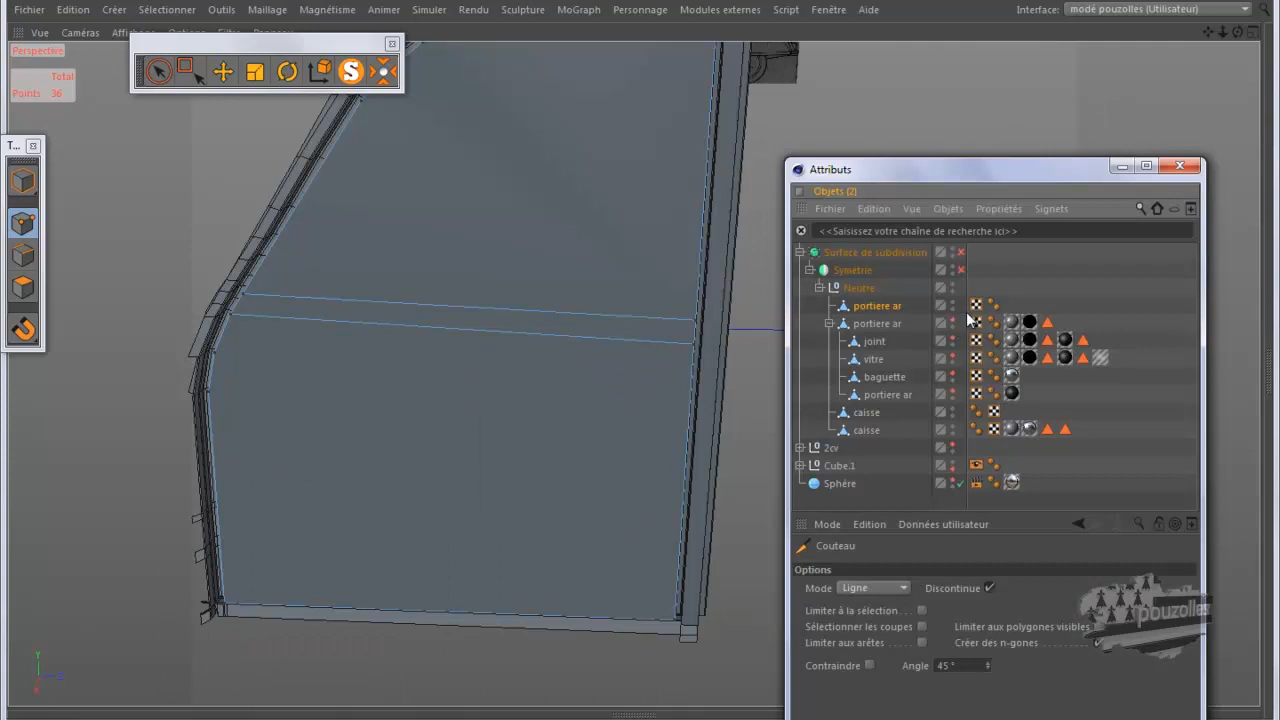 Fichier Edition Créer Sélectionner Outils Maillage Magnétisme Animer Simuler Rendu Sculpture MoGraph Personnage Modules externes Script Fenêtre Aide Interface: modé pouzolles (Utilisateur)
Vue Caméras
Perspective
Total
Points 36
T...
Attributs
Objets (2)
Fichier Edition Vue Objets Propriétés Signets
<<Saisissez votre chaîne de recherche ici>>
Surface de subdivision
Symétrie
Neutre
portiere ar
portiere ar
joint
vitre
baguette
portiere ar
caisse
caisse
2cv
Cube.1
Sphère
Mode Edition Données utilisateur
Couteau
Options
Mode Ligne Discontinue
Limiter à la sélection
Sélectionner les coupes Limiter aux polygones visibles
Limiter aux arêtes Créer des n-gones
Contraindre Angle 45 °
pouzolles